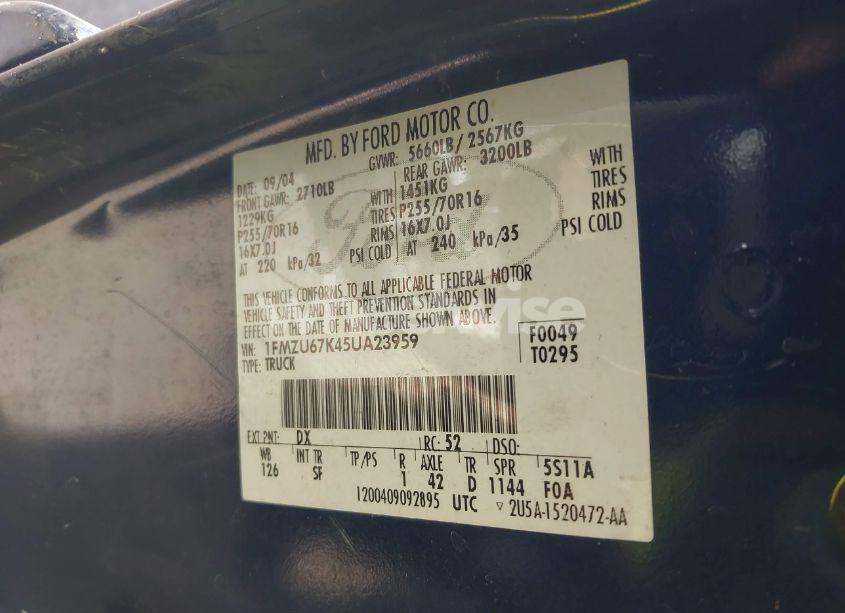 MFD. BY FORD MOTOR CO.
DATE: 09/04 GVWR: 5660LB / 2567KG
FRONT GAWR: 2710LB REAR GAWR: 3200LB
1229KG WITH 1451KG WITH
P255/70R16 TIRES P255/70R16 TIRES
16X7.0J RIMS 16X7.0J RIMS
AT 220 kPa/32 PSI COLD AT 240 kPa/35 PSI COLD
THIS VEHICLE CONFORMS TO ALL APPLICABLE FEDERAL MOTOR
VEHICLE SAFETY AND THEFT PREVENTION STANDARDS IN
EFFECT ON DATE OF MANUFACTURE SHOWN ABOVE.
VIN: 1FMZU67K45UA23959 F0049
TYPE: TRUCK T0295
EXT PNT: DX RC: 52 DSO:
WB INT TR TP/PS R AXLE TR SPR 5S11A
126 SF 1 42 D 1144 F0A
1200409092895 UTC ▽ 2U5A-1520472-AA
Ford